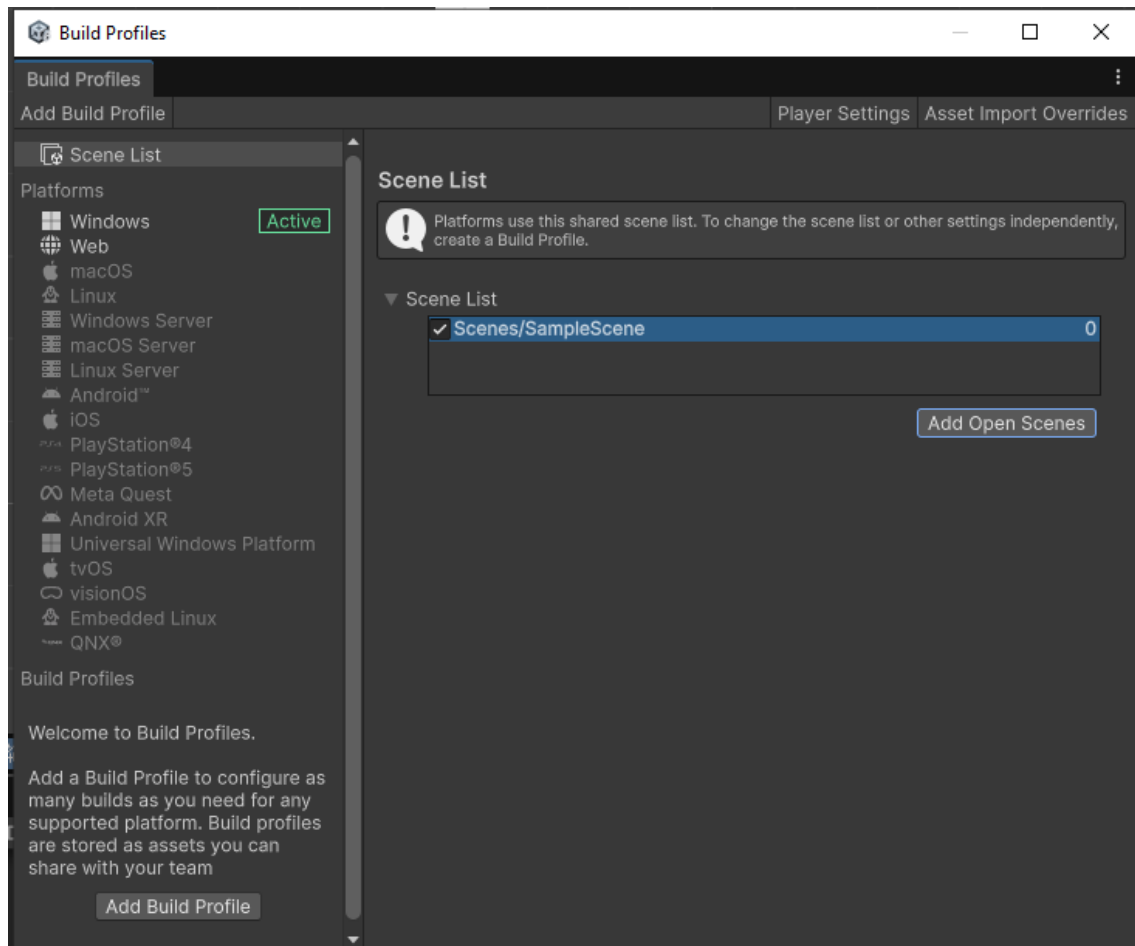 Build Profiles
Build Profiles
Add Build Profile
Player Settings
Asset Import Overrides
Scene List
Platforms
Windows
Active
Web
macOS
Linux
Windows Server
macOS Server
Linux Server
Android™
iOS
PlayStation®4
PlayStation®5
Meta Quest
Android XR
Universal Windows Platform
tvOS
visionOS
Embedded Linux
QNX®
Build Profiles
Welcome to Build Profiles.
Add a Build Profile to configure as
many builds as you need for any
supported platform. Build profiles
are stored as assets you can
share with your team
Add Build Profile
Scene List
Platforms use this shared scene list. To change the scene list or other settings independently,
create a Build Profile.
Scene List
Scenes/SampleScene 0
Add Open Scenes